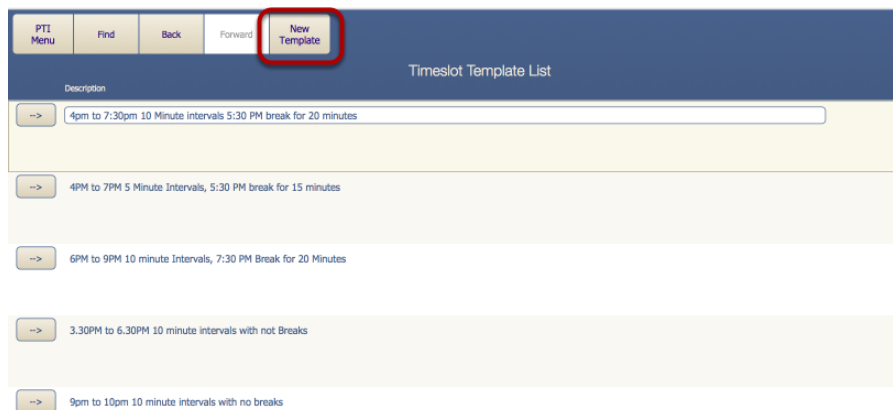 PTI Menu
Find
Back
Forward
New Template
Timeslot Template List
Description
--> 4pm to 7:30pm 10 Minute intervals 5:30 PM break for 20 minutes
--> 4PM to 7PM 5 Minute Intervals, 5:30 PM break for 15 minutes
--> 6PM to 9PM 10 minute Intervals, 7:30 PM Break for 20 Minutes
--> 3.30PM to 6.30PM 10 minute intervals with not Breaks
--> 9pm to 10pm 10 minute intervals with no breaks